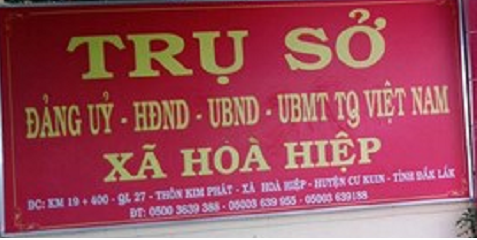 TRỤ SỞ
ĐẢNG UỶ - HĐND - UBND - UBMT TQ VIỆT NAM
XÃ HOÀ HIỆP
ĐC: KM 19 + 400 - QL 27 - THÔN KIM PHÁT - XÃ HOÀ HIỆP - HUYỆN CƯ KUIN - TỈNH ĐẮK LẮK
ĐT: 0500 3639 388 - 05003 639 955 - 05003 639188